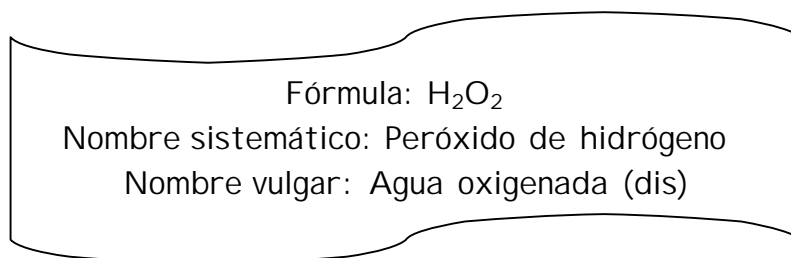 Fórmula: H₂O₂
Nombre sistemático: Peróxido de hidrógeno
Nombre vulgar: Agua oxigenada (dis)